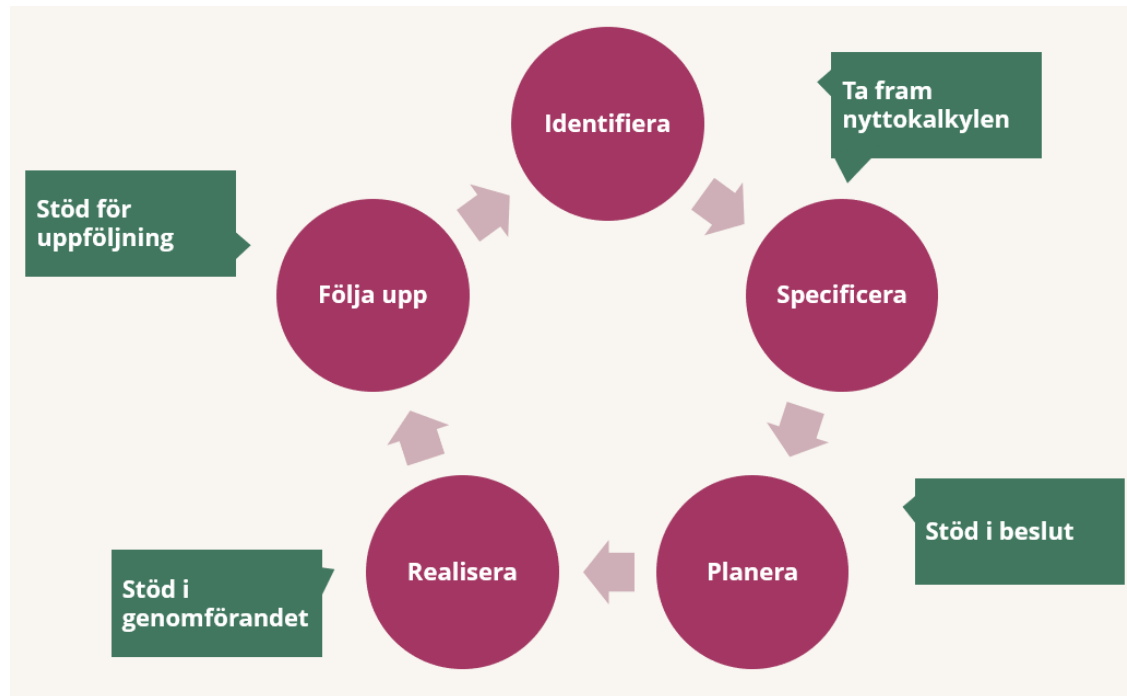 Identifiera
Ta fram
nyttokalkylen
Stöd för
uppföljning
Följa upp
Specificera
Stöd i beslut
Realisera
Planera
Stöd i
genomförandet